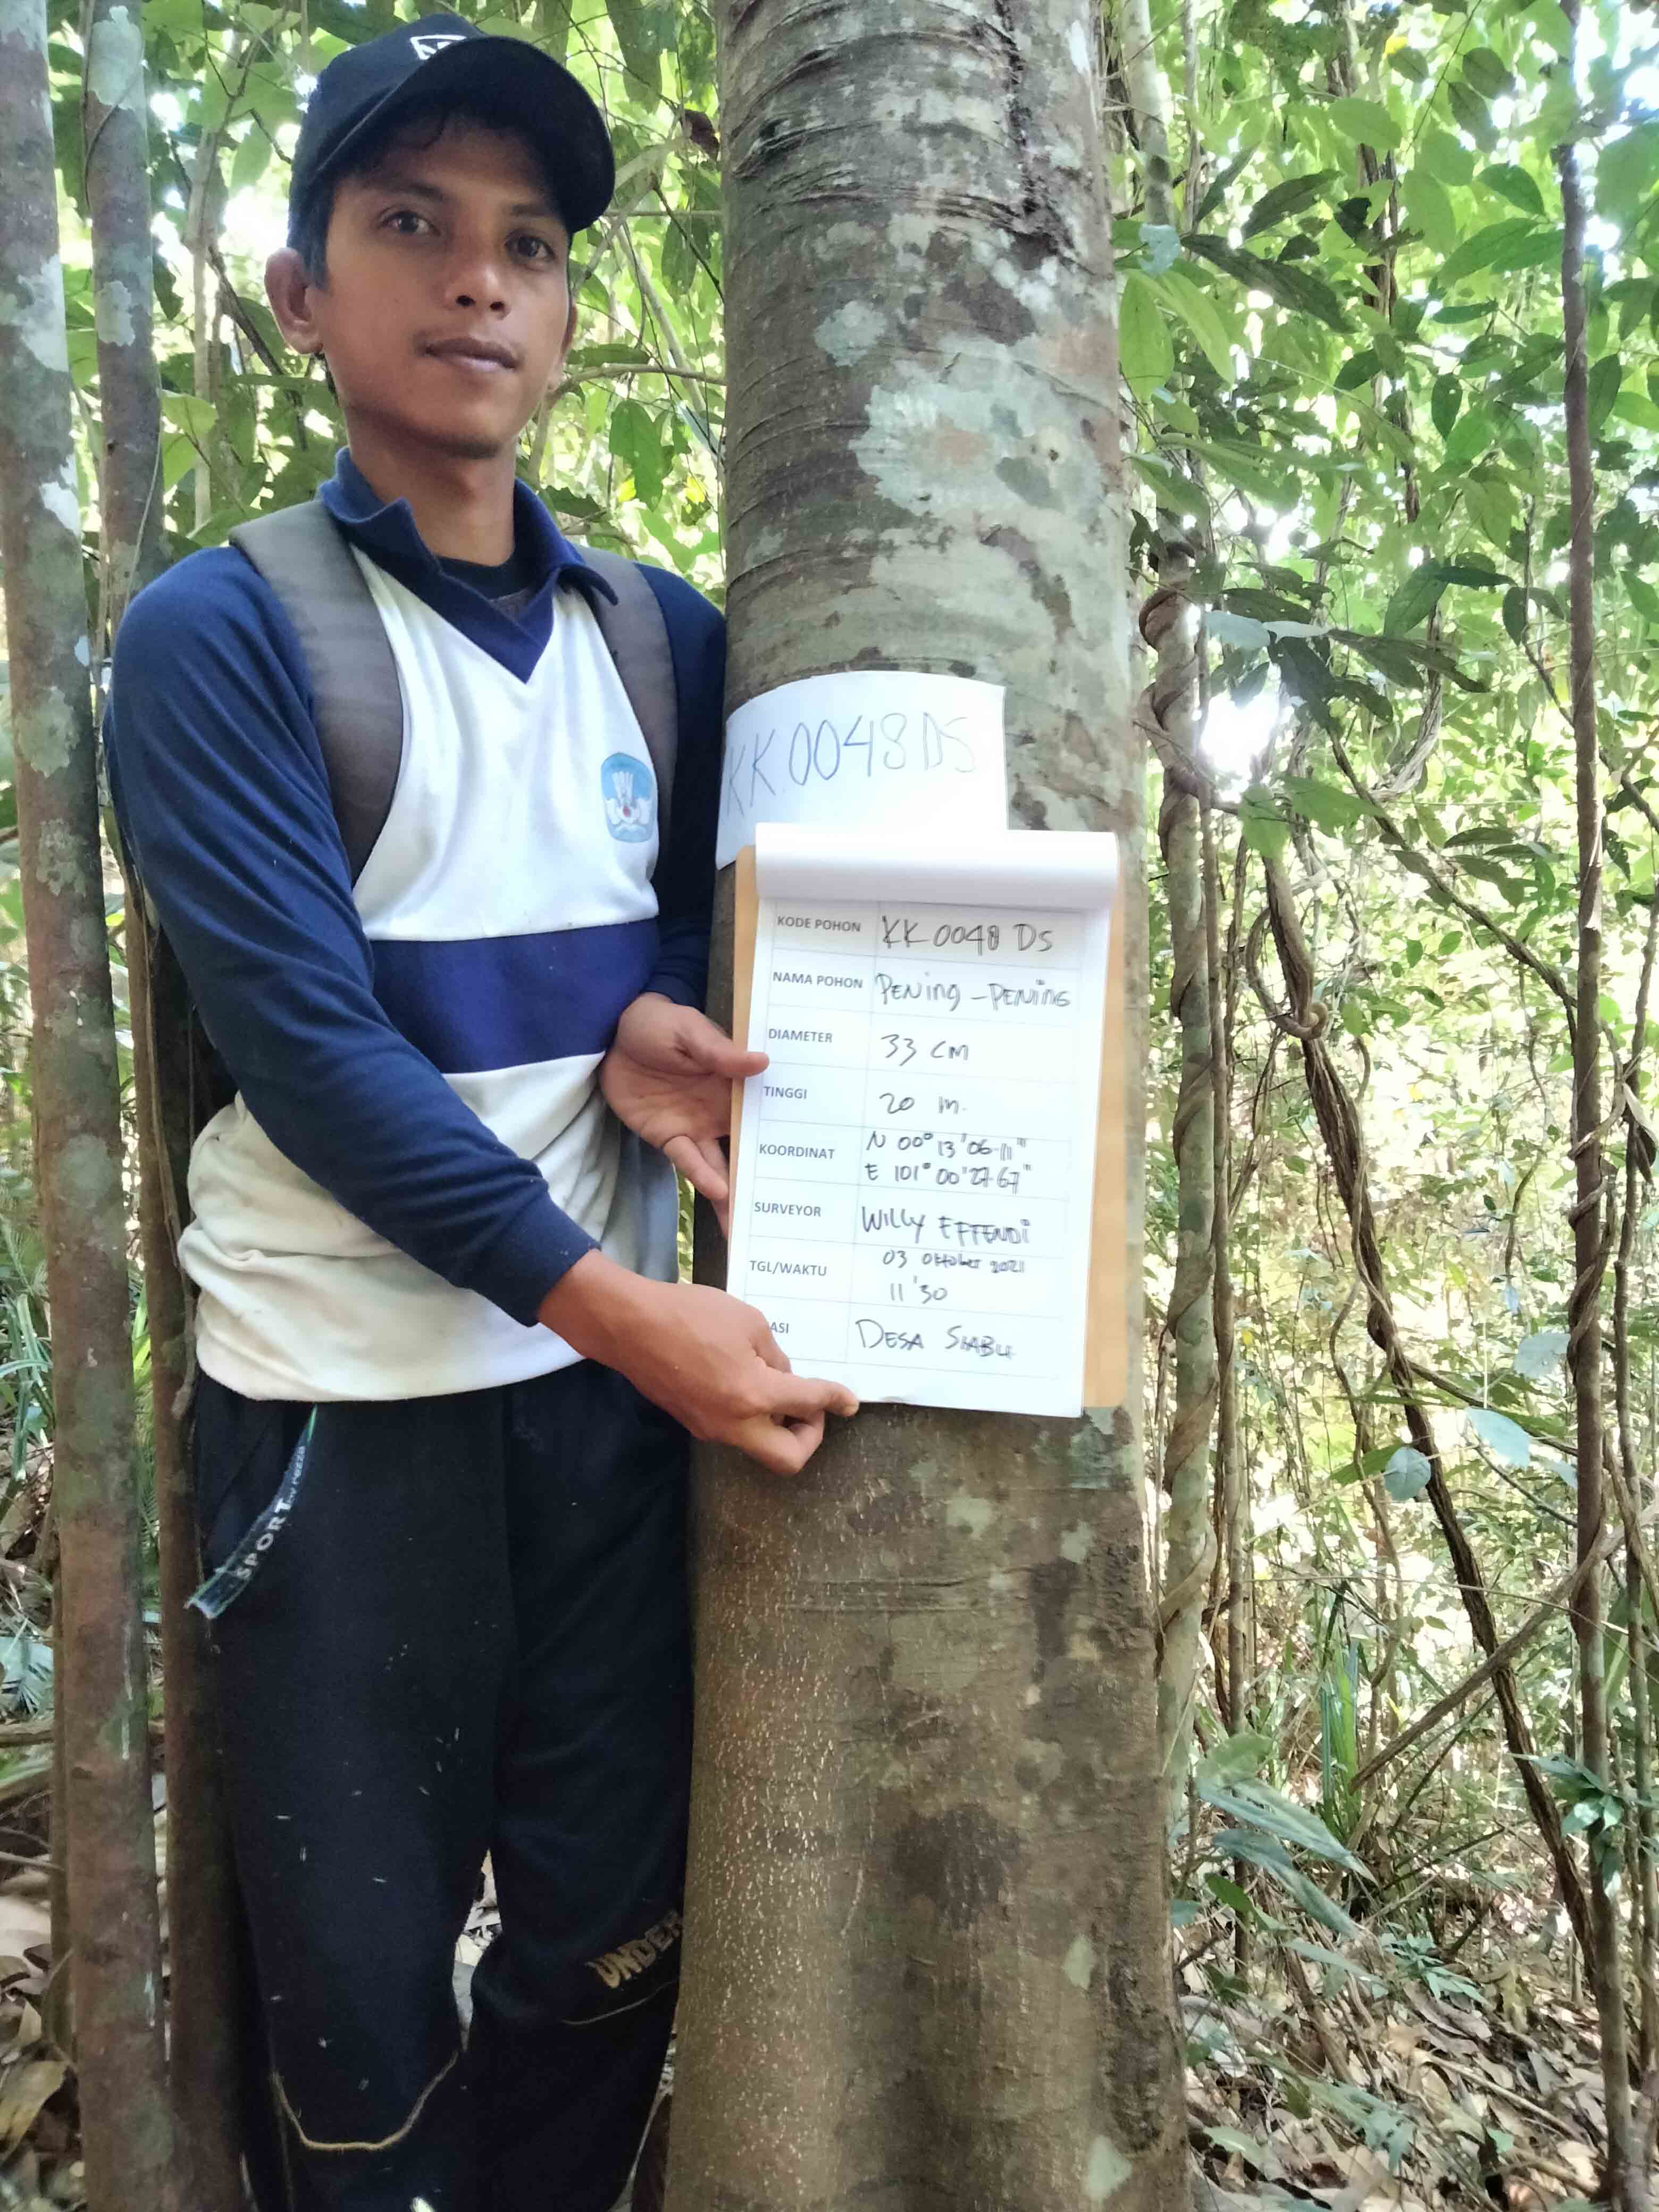 KK.0048 DS
KODE POHON KK 0048 DS
NAMA POHON PENing - PENiNG
DIAMETER 33 CM
TINGGI 20 m.
KOORDINAT N 00° 13' 06.11"
E 101° 00' 27.67"
SURVEYOR WILLY EFFENDi
TGL/WAKTU 03 Oktober 2021
11'30
ASI DESA SIABU
SPORT
UNDER